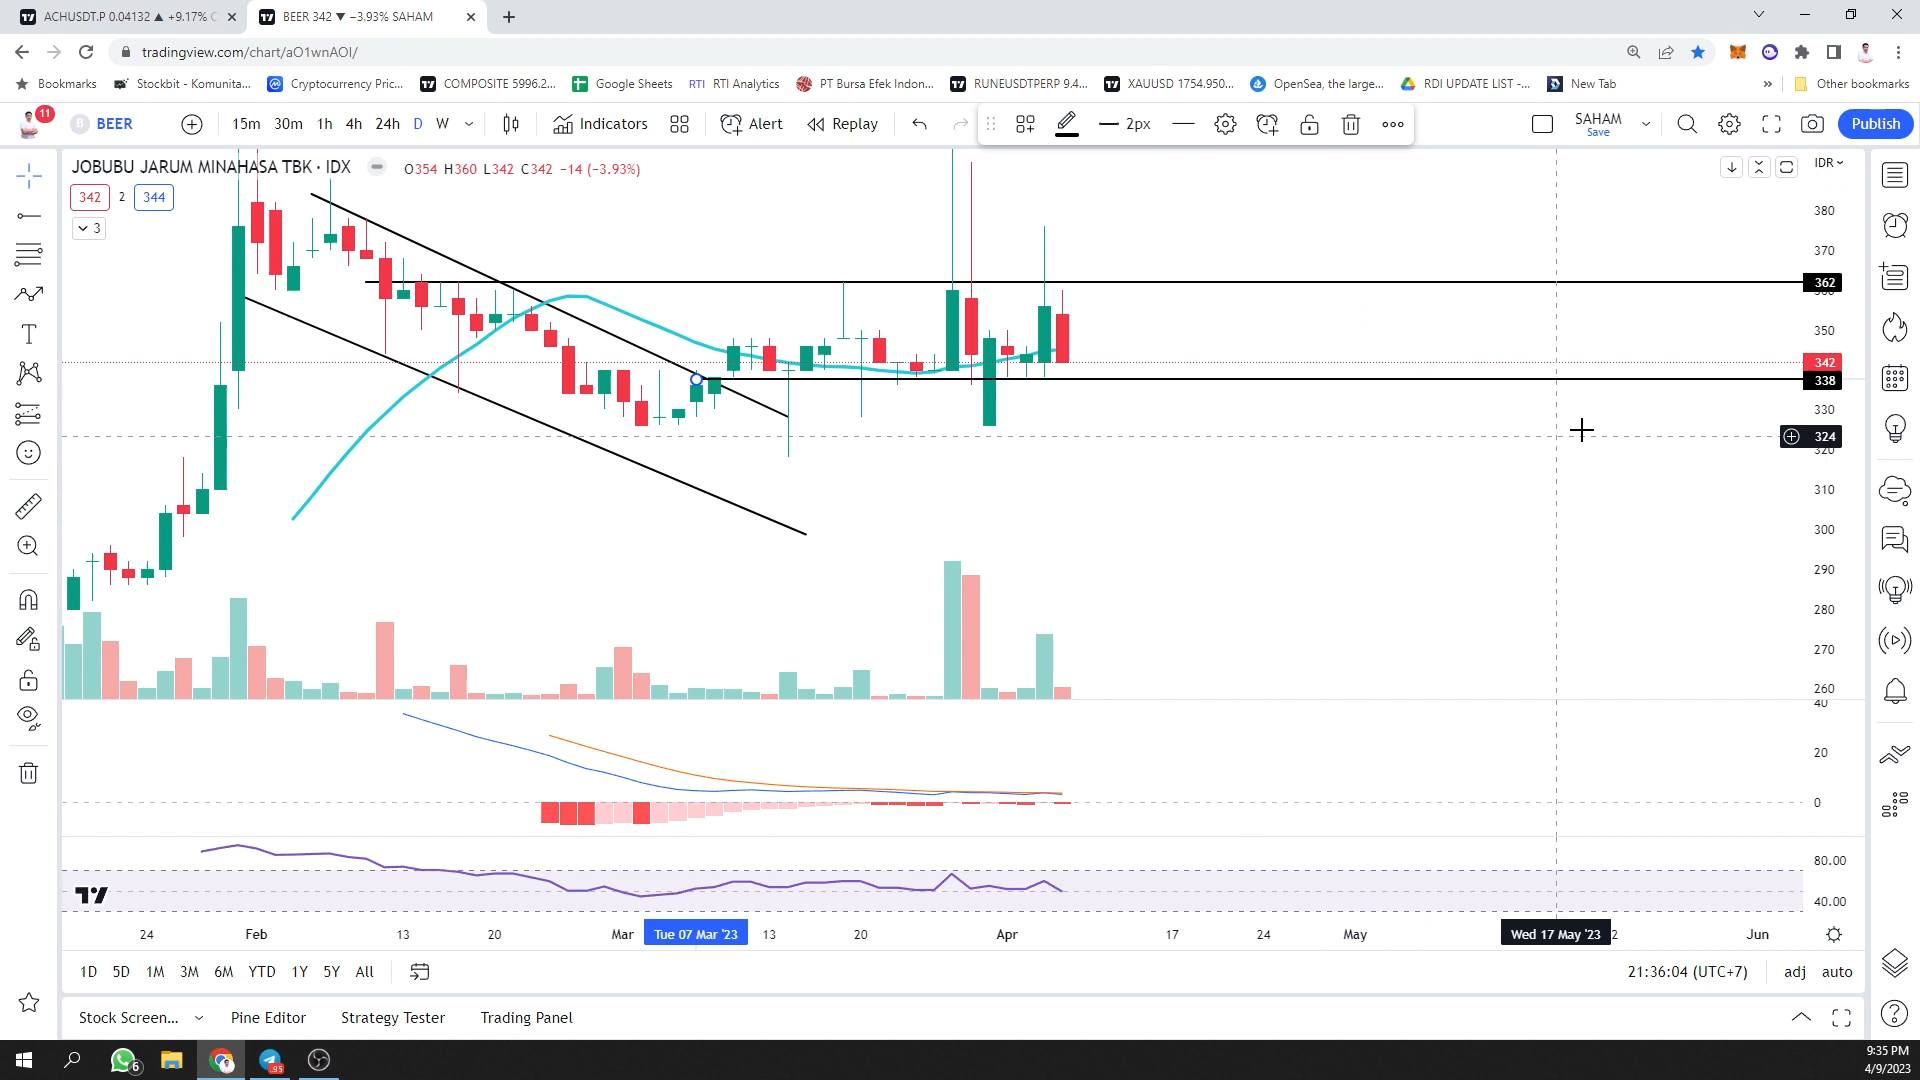 ACHUSDT.P 0.04132 ▲ +9.17% C
BEER 342 ▼ −3.93% SAHAM
tradingview.com/chart/aO1wnAOI/
Bookmarks
Stockbit - Komunita...
Cryptocurrency Pric...
COMPOSITE 5996.2...
Google Sheets
RTI RTI Analytics
PT Bursa Efek Indon...
RUNEUSDTPERP 9.4...
XAUUSD 1754.950...
OpenSea, the large...
RDI UPDATE LIST -...
New Tab
»
Other bookmarks
11
B BEER
15m 30m 1h 4h 24h D W
Indicators
Alert
Replay
2px
SAHAM
Save
Publish
JOBUBU JARUM MINAHASA TBK · IDX
O354 H360 L342 C342 −14 (−3.93%)
342 2 344
3
IDR
380
370
362
350
342
338
330
324
320
310
300
290
280
270
260
40
20
0
80.00
40.00
24 Feb 13 20 Mar Tue 07 Mar '23 13 20 Apr 17 24 May Wed 17 May '23 2 Jun
1D 5D 1M 3M 6M YTD 1Y 5Y All
21:36:04 (UTC+7) adj auto
Stock Screen... Pine Editor Strategy Tester Trading Panel
6
95
9:35 PM
4/9/2023